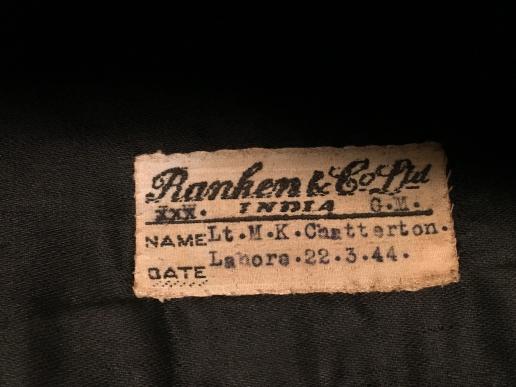 Ranken & Co Ltd
XXX. INDIA G.M.
NAME Lt.M.K.Chatterton.
DATE Lahore.22.3.44.